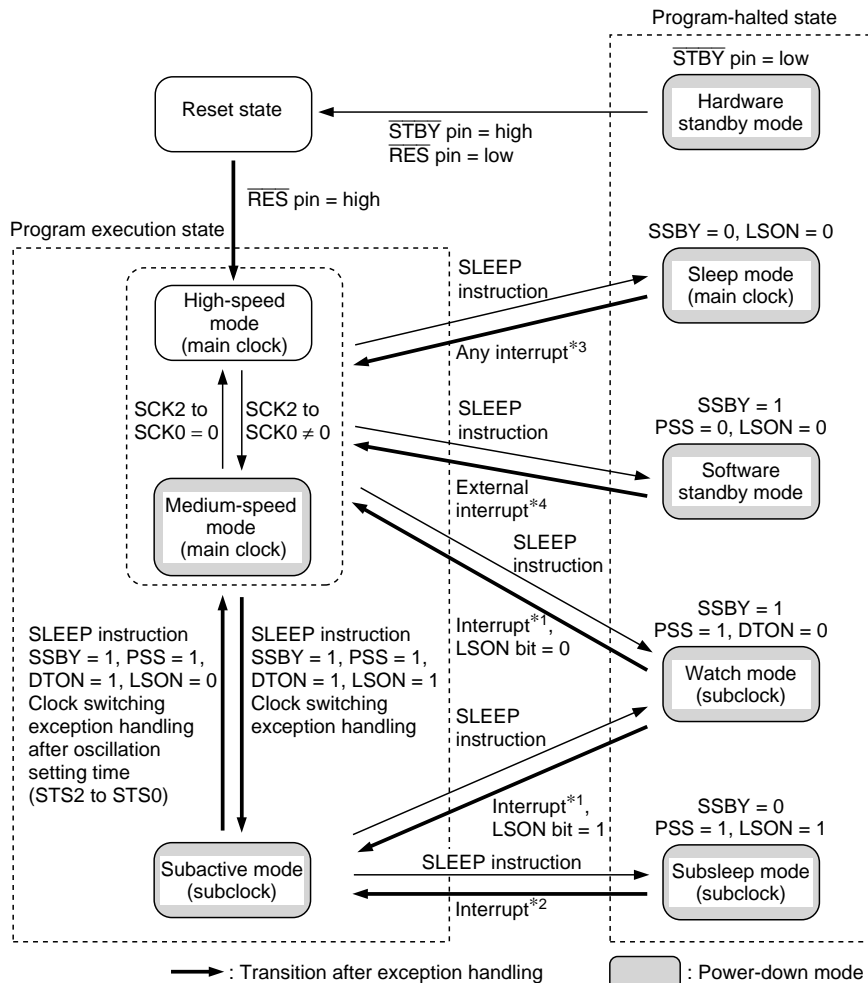 Program-halted state
STBY pin = low
Reset state
Hardware
standby mode
STBY pin = high
RES pin = low
RES pin = high
Program execution state
SSBY = 0, LSON = 0
SLEEP
instruction
Sleep mode
(main clock)
High-speed
mode
(main clock)
Any interrupt*3
SSBY = 1
PSS = 0, LSON = 0
SCK2 to
SCK0 = 0
SCK2 to
SCK0 ≠ 0
SLEEP
instruction
Software
standby mode
External
interrupt*4
Medium-speed
mode
(main clock)
SLEEP
instruction
SSBY = 1
PSS = 1, DTON = 0
Interrupt*1,
LSON bit = 0
Watch mode
(subclock)
SLEEP instruction
SSBY = 1, PSS = 1,
DTON = 1, LSON = 0
Clock switching
exception handling
after oscillation
setting time
(STS2 to STS0)
SLEEP instruction
SSBY = 1, PSS = 1,
DTON = 1, LSON = 1
Clock switching
exception handling
SLEEP
instruction
Interrupt*1,
LSON bit = 1
SSBY = 0
PSS = 1, LSON = 1
Subactive mode
(subclock)
SLEEP instruction
Subsleep mode
(subclock)
Interrupt*2
: Transition after exception handling
: Power-down mode